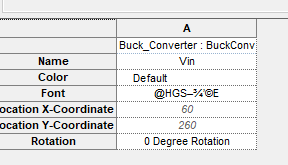 A
Buck_Converter : BuckConv
Name Vin
Color Default
Font @HGS–¾’©E
ocation X-Coordinate 60
ocation Y-Coordinate 260
Rotation 0 Degree Rotation